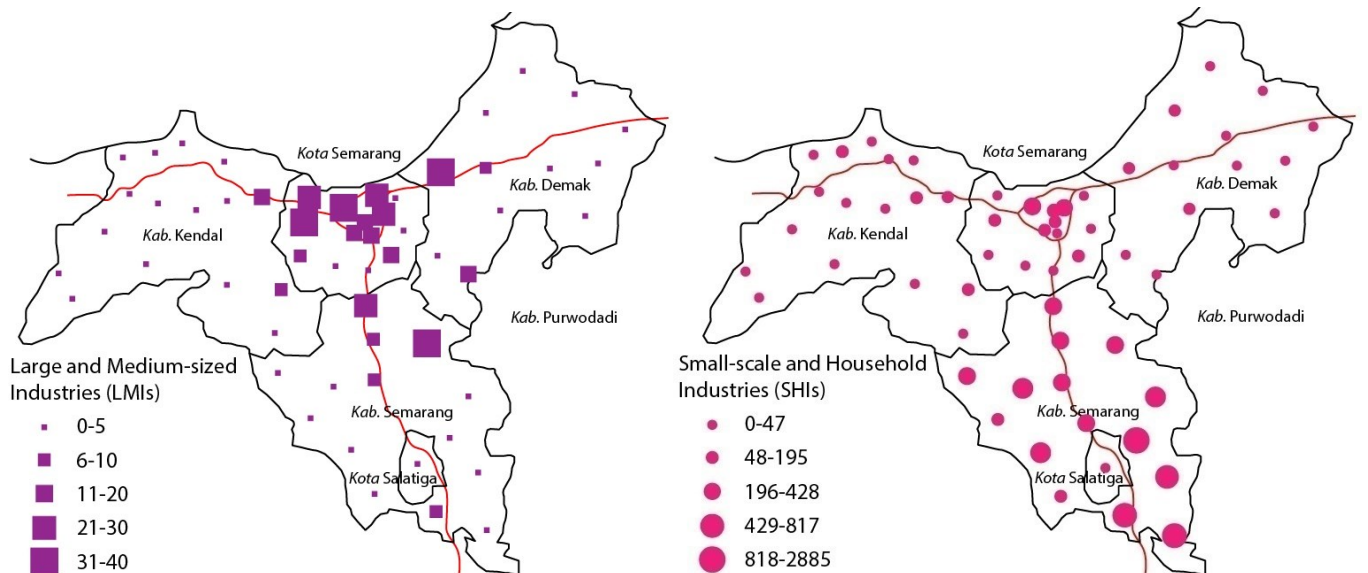 Kota Semarang
Kab. Demak
Kab. Kendal
Kab. Purwodadi
Large and Medium-sized
Industries (LMIs)
Kab. Semarang
0-5
6-10
Kota Salatiga
11-20
21-30
31-40
Kota Semarang
Kab. Demak
Kab. Kendal
Kab. Purwodadi
Small-scale and Household
Industries (SHIs)
Kab. Semarang
0-47
48-195
Kota Salatiga
196-428
429-817
818-2885